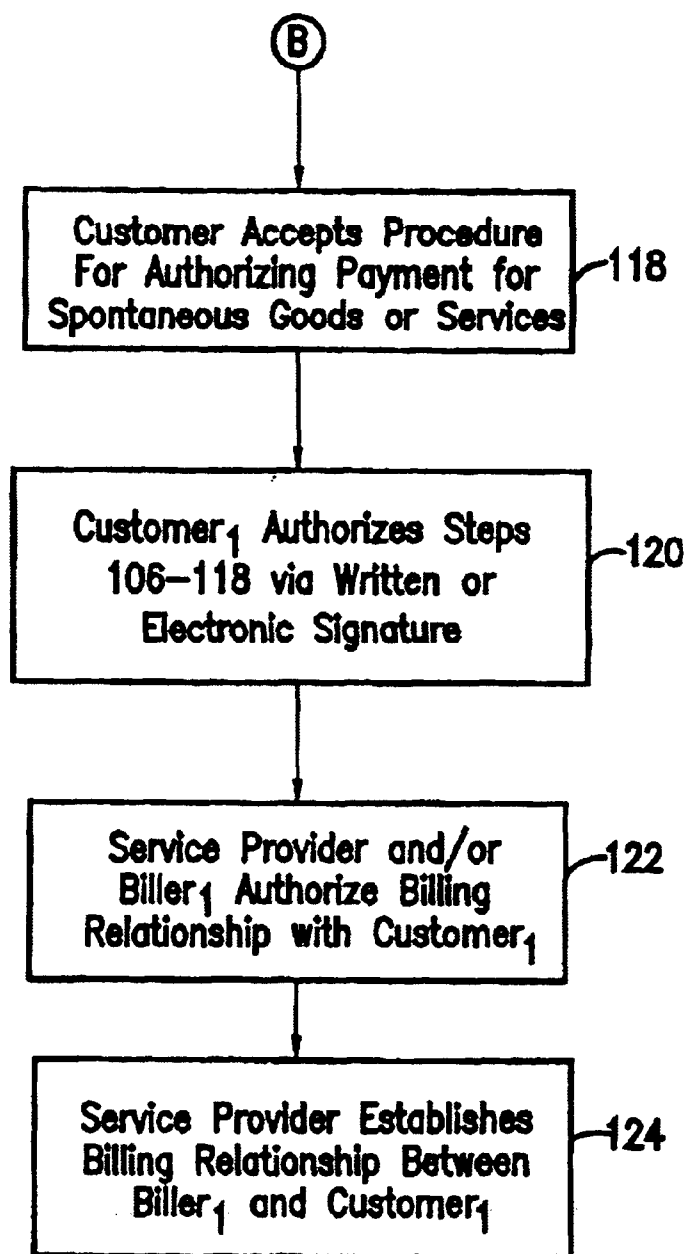 B
Customer Accepts Procedure
For Authorizing Payment for
Spontaneous Goods or Services
118
Customer₁ Authorizes Steps
106–118 via Written or
Electronic Signature
120
Service Provider and/or
Biller₁ Authorize Billing
Relationship with Customer₁
122
Service Provider Establishes
Billing Relationship Between
Biller₁ and Customer₁
124